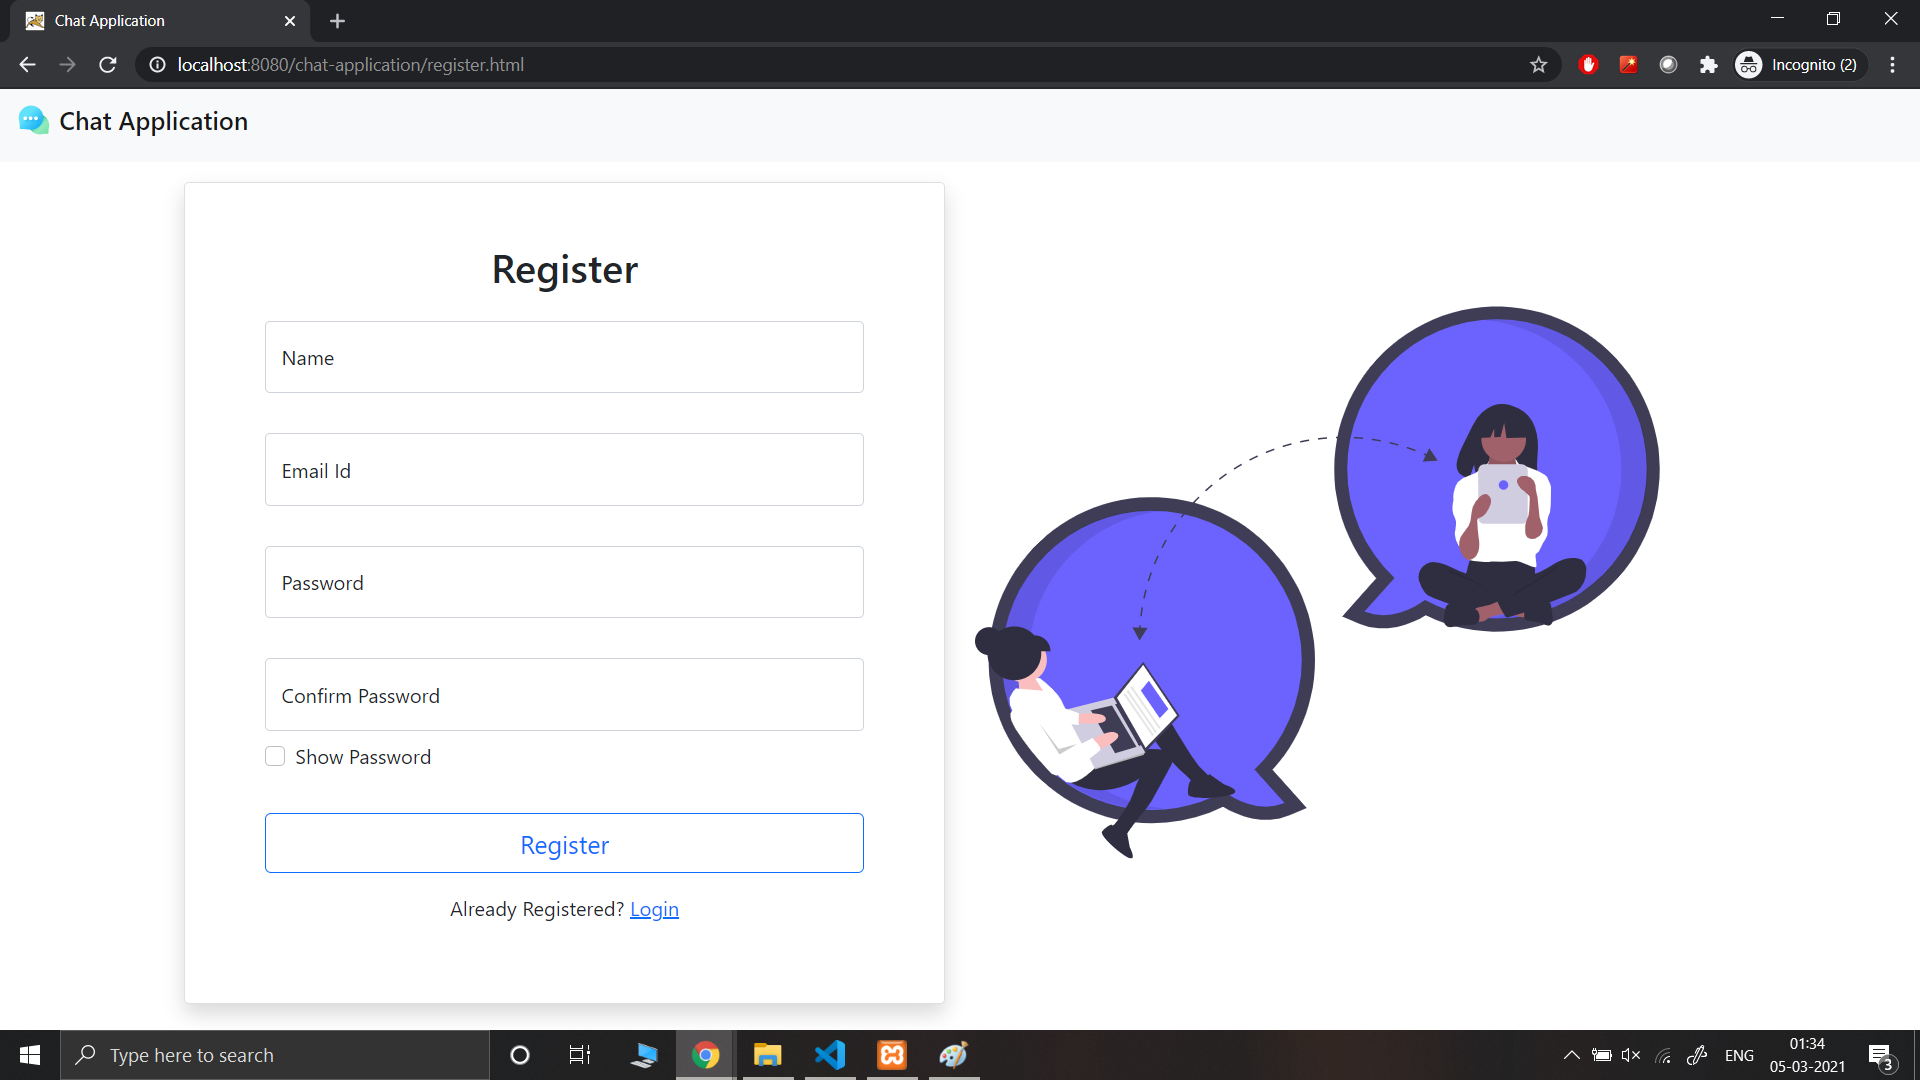 Chat Application
localhost:8080/chat-application/register.html
Incognito (2)
Chat Application
Register
Name
Email Id
Password
Confirm Password
Show Password
Register
Already Registered? Login
Type here to search
ENG
01:34
05-03-2021
3